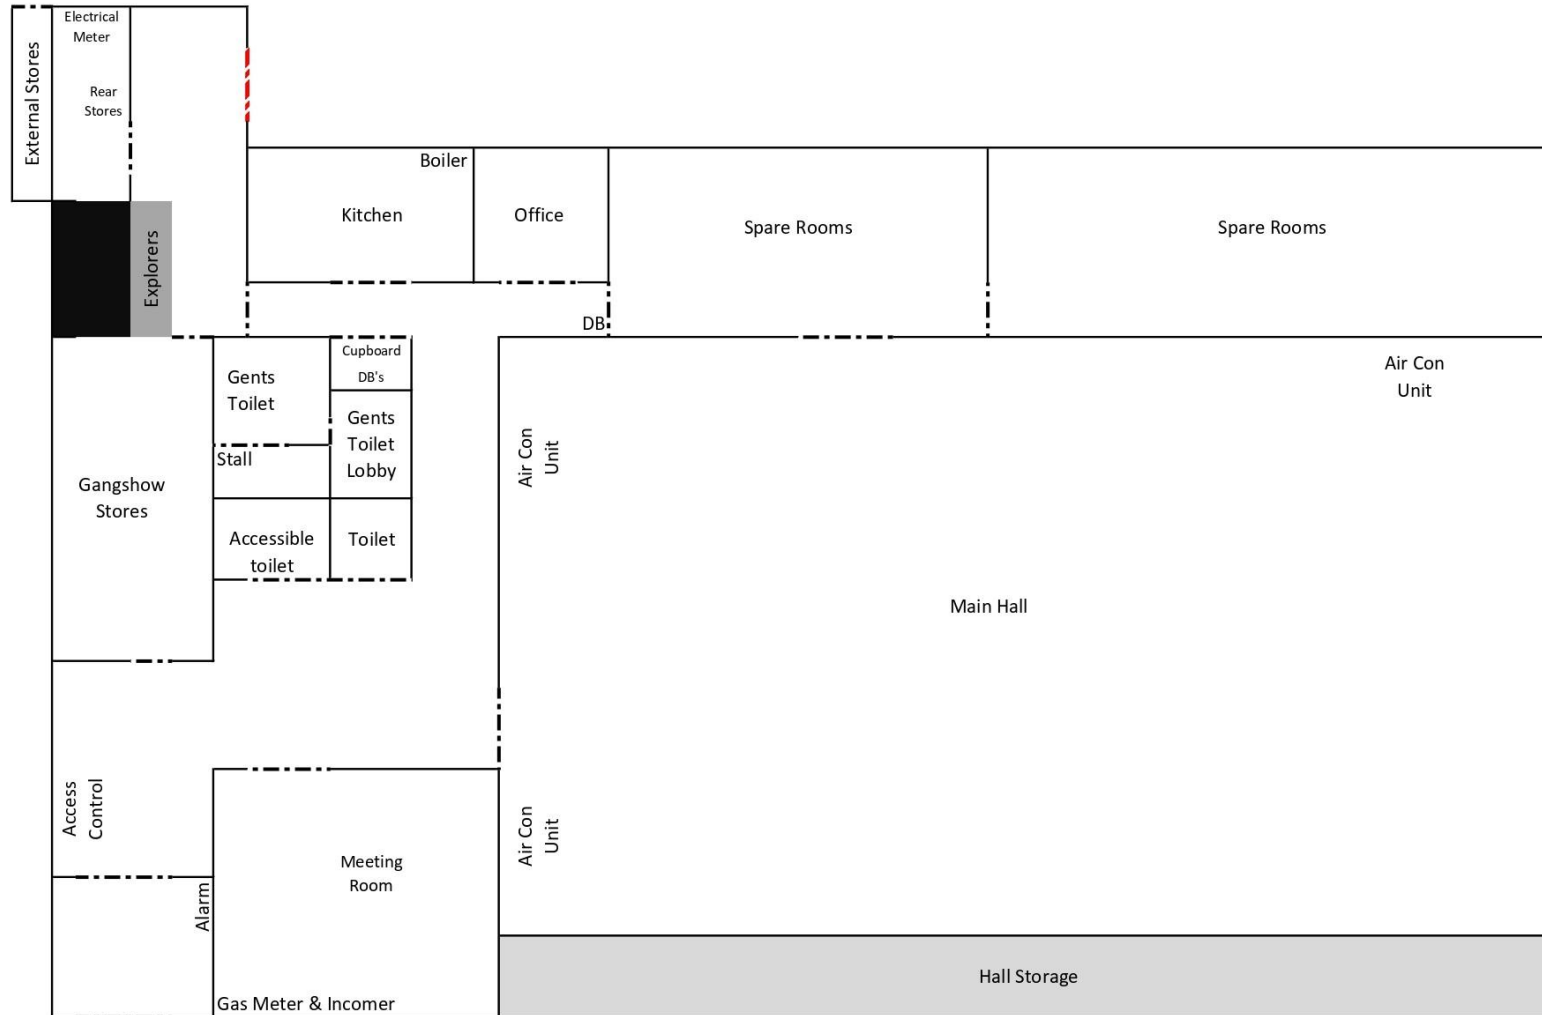 Electrical
Meter
External Stores
Rear
Stores
Boiler
Kitchen
Office
Spare Rooms
Spare Rooms
Explorers
DB
Cupboard
DB's
Gents
Toilet
Gents
Toilet
Lobby
Stall
Air Con
Unit
Air Con
Unit
Gangshow
Stores
Accessible
toilet
Toilet
Main Hall
Access
Control
Air Con
Unit
Meeting
Room
Alarm
Hall Storage
Gas Meter & Incomer